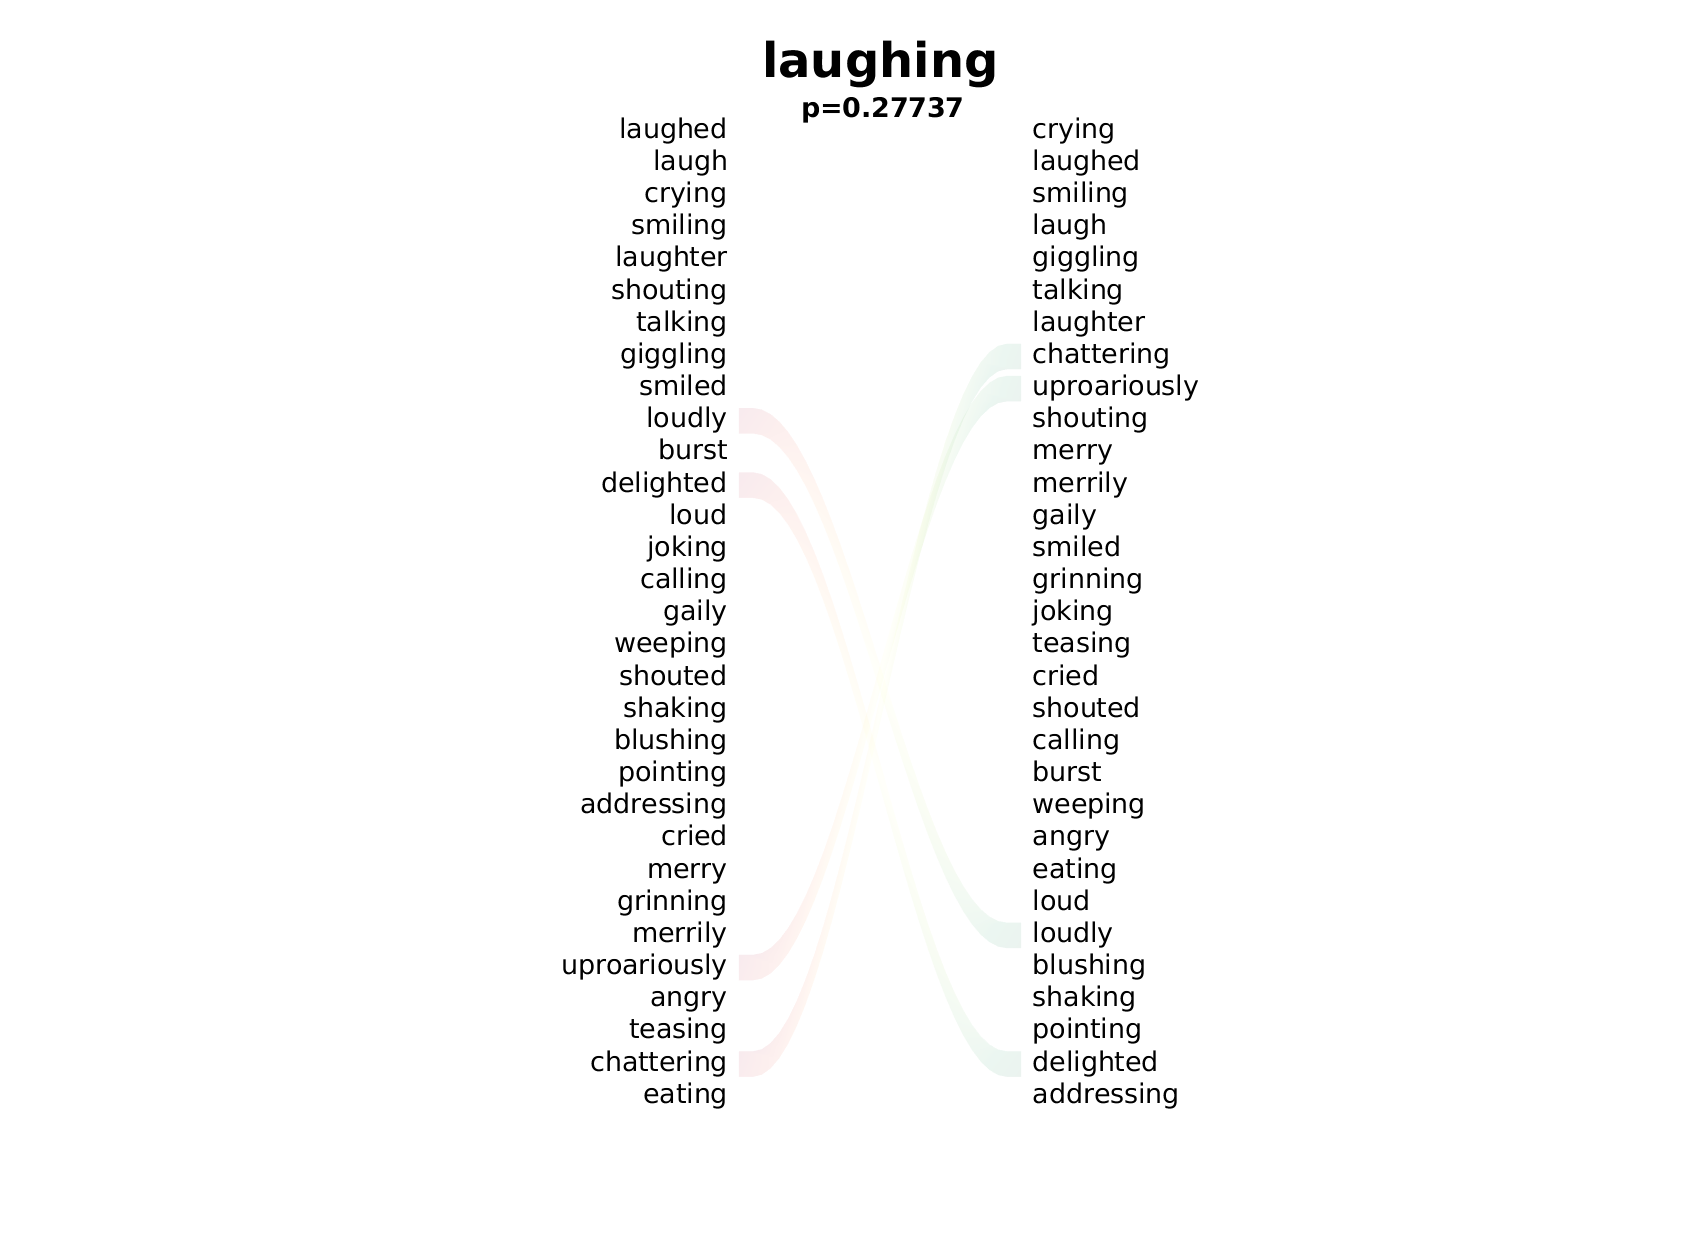 laughing
p=0.27737
laughed crying
laugh laughed
crying smiling
smiling laugh
laughter giggling
shouting talking
talking laughter
giggling chattering
smiled uproariously
loudly shouting
burst merry
delighted merrily
loud gaily
joking smiled
calling grinning
gaily joking
weeping teasing
shouted cried
shaking shouted
blushing calling
pointing burst
addressing weeping
cried angry
merry eating
grinning loud
merrily loudly
uproariously blushing
angry shaking
teasing pointing
chattering delighted
eating addressing